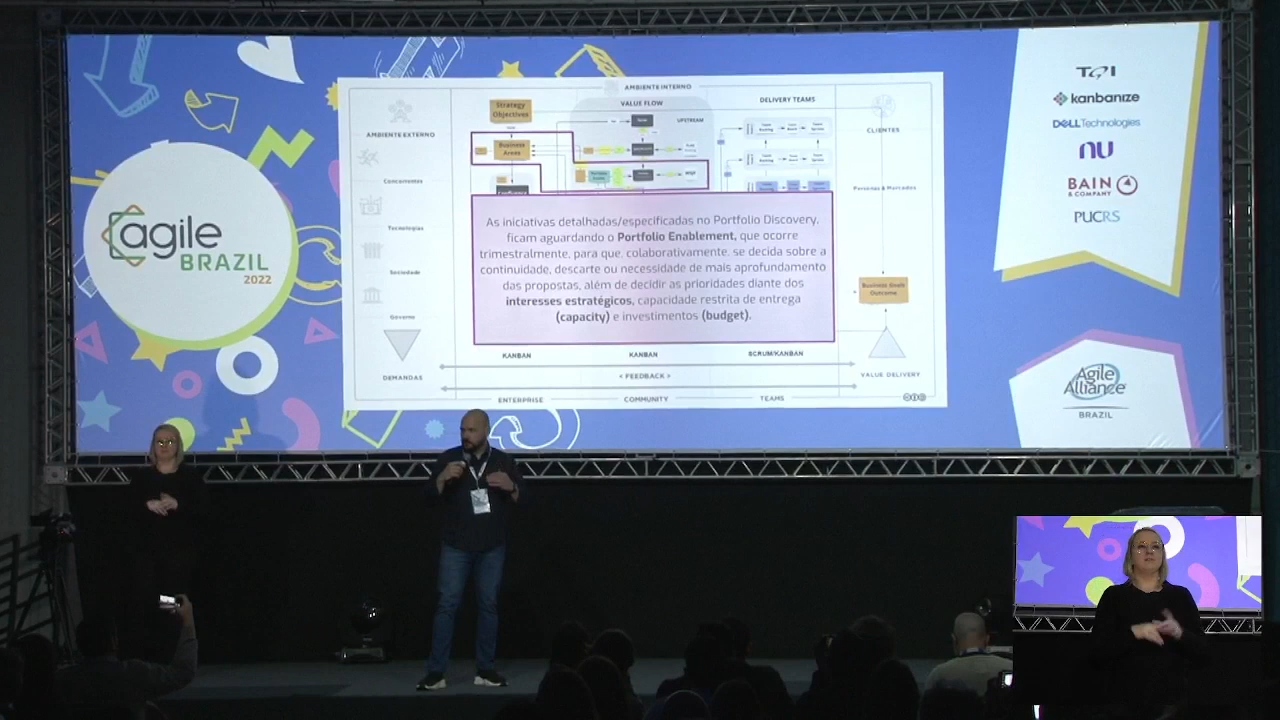 agile
BRAZIL
2022
AMBIENTE INTERNO
Strategy
Objectives
VALUE FLOW
UPSTREAM
DELIVERY TEAMS
AMBIENTE EXTERNO
Business
Areas
CLIENTES
Concorrentes
Personas & Mercados
Tecnologias
Sociedade
Governo
DEMANDAS
As iniciativas detalhadas/especificadas no Portfolio Discovery,
ficam aguardando o Portfolio Enablement, que ocorre
trimestralmente, para que, colaborativamente, se decida sobre a
continuidade, descarte ou necessidade de mais aprofundamento
das propostas, além de decidir as prioridades diante dos
interesses estratégicos, capacidade restrita de entrega
(capacity) e investimentos (budget).
Business Goals
Outcome
KANBAN
KANBAN
SCRUM/KANBAN
< FEEDBACK >
VALUE DELIVERY
ENTERPRISE
COMMUNITY
TEAMS
kanbanize
DELL Technologies
nu
BAIN
& COMPANY
PUCRS
Agile
Alliance
BRAZIL